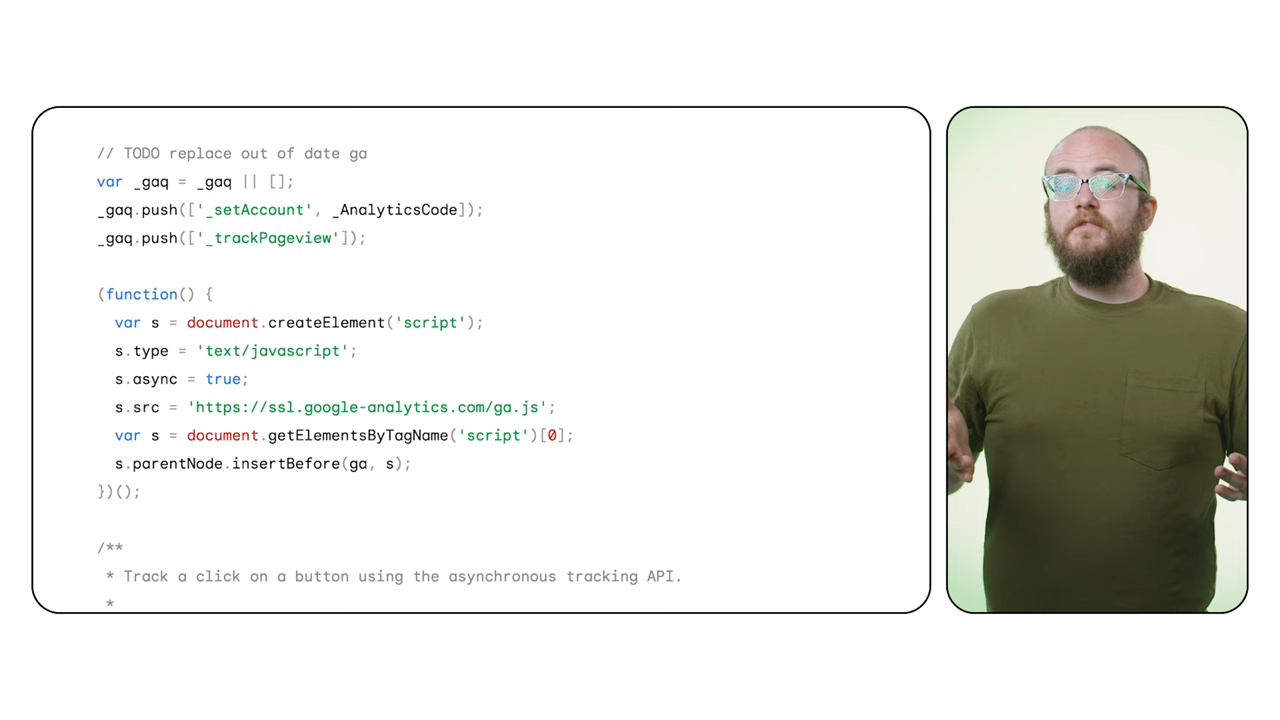 // TODO replace out of date ga
var _gaq = _gaq || [];
_gaq.push(['_setAccount', _AnalyticsCode]);
_gaq.push(['_trackPageview']);
(function() {
var s = document.createElement('script');
s.type = 'text/javascript';
s.async = true;
s.src = 'https://ssl.google-analytics.com/ga.js';
var s = document.getElementsByTagName('script')[0];
s.parentNode.insertBefore(ga, s);
})();
/**
* Track a click on a button using the asynchronous tracking API.
*